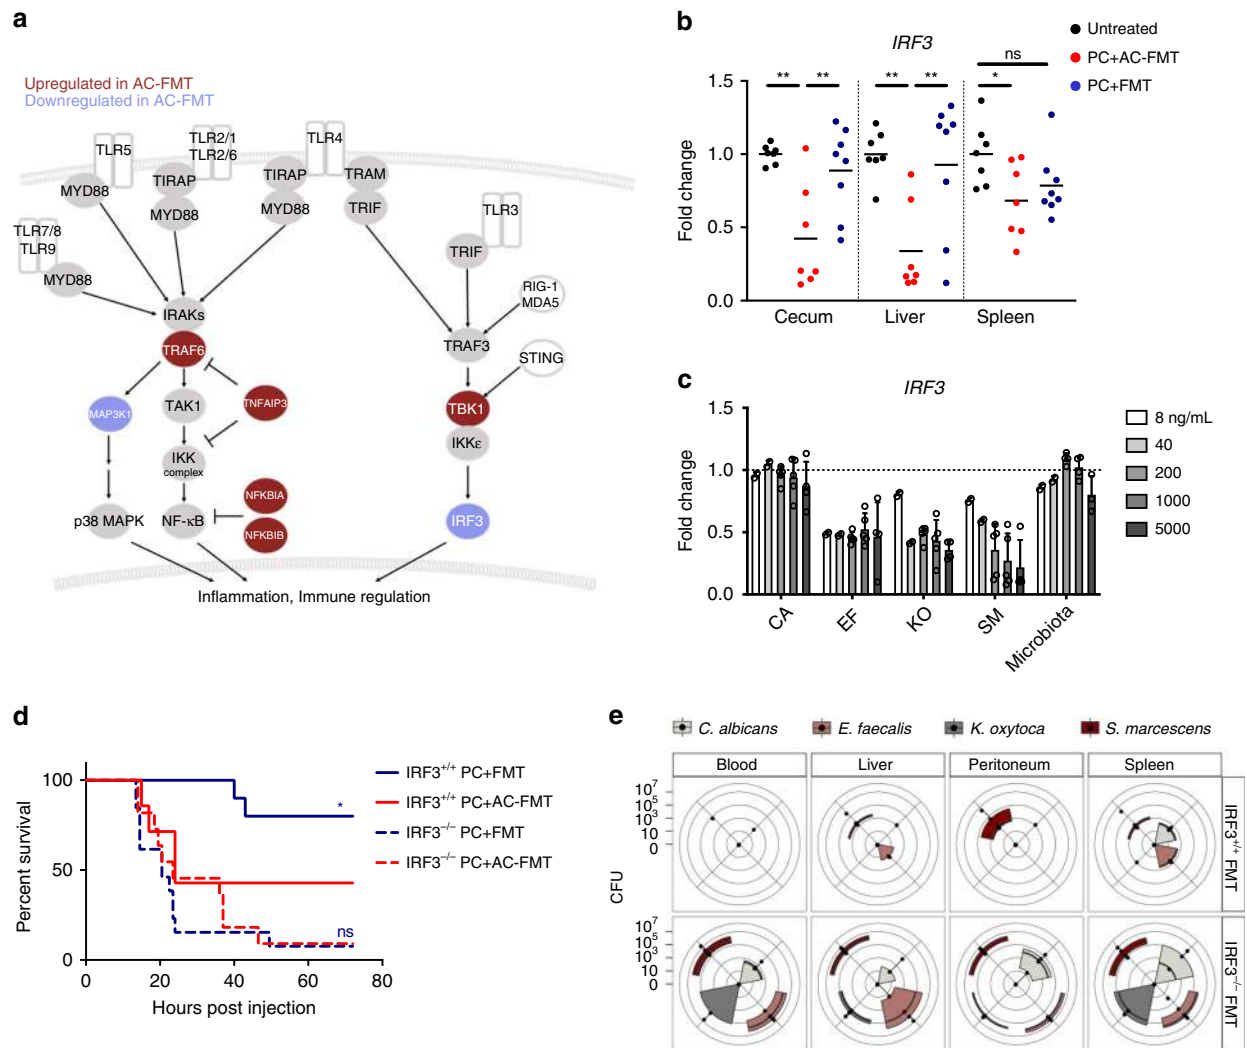 a
Upregulated in AC-FMT
Downregulated in AC-FMT
TLR5
TLR2/1
TLR2/6
TLR4
MYD88
TIRAP
TIRAP
TRAM
MYD88
MYD88
TRIF
TLR3
TLR7/8
TLR9
TRIF
MYD88
RIG-1
MDA5
IRAKs
TRAF6
TRAF3
STING
MAP3K1
TAK1
TNFAIP3
TBK1
IKKε
IKK
complex
NFKBIA
p38 MAPK
NF-κB
NFKBIB
IRF3
Inflammation, Immune regulation
b
IRF3
Untreated
PC+AC-FMT
PC+FMT
** ** ** ** * ns
Fold change
1.5
1.0
0.5
0.0
Cecum Liver Spleen
c
IRF3
Fold change
1.5
1.0
0.5
0.0
CA EF KO SM Microbiota
8 ng/mL
40
200
1000
5000
d
Percent survival
100
50
0
0 20 40 60 80
Hours post injection
*
ns
IRF3+/+ PC+FMT
IRF3+/+ PC+AC-FMT
IRF3−/− PC+FMT
IRF3−/− PC+AC-FMT
e
C. albicans E. faecalis K. oxytoca S. marcescens
Blood Liver Peritoneum Spleen
CFU
10⁷
10⁵
10³
10
0
IRF3+/+ FMT
10⁷
10⁵
10³
10
0
IRF3−/− FMT